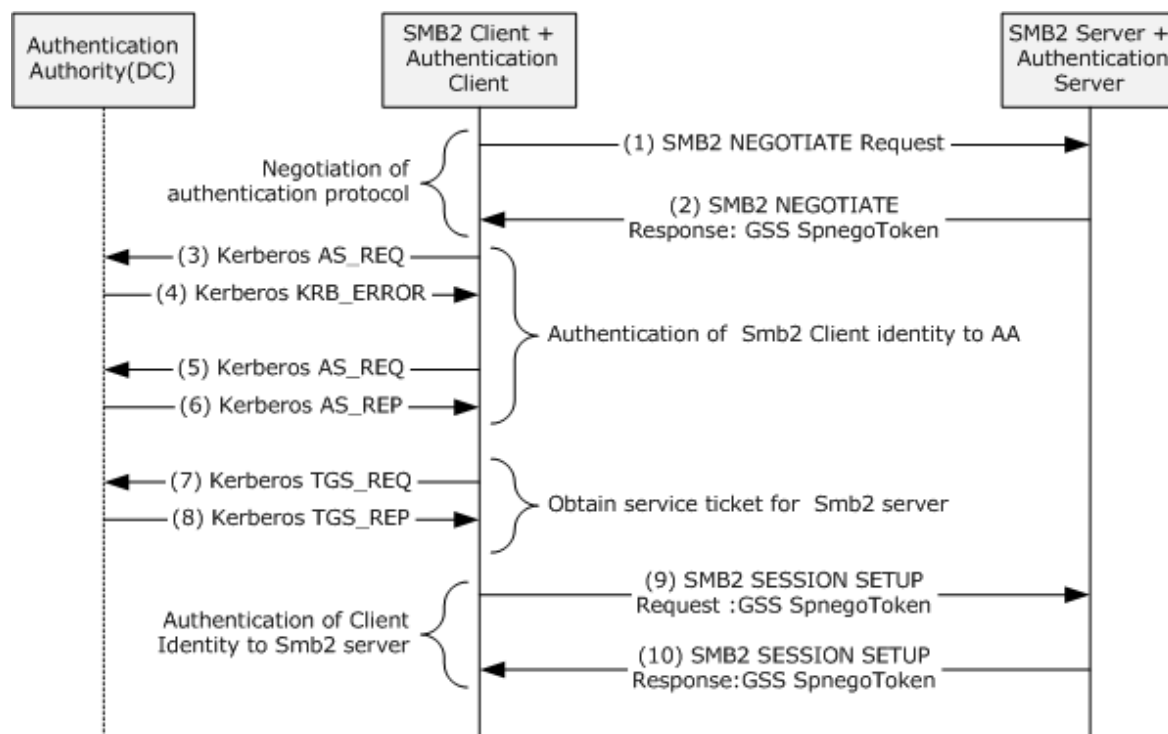 Authentication
Authority(DC)
SMB2 Client +
Authentication
Client
SMB2 Server +
Authentication
Server
(1) SMB2 NEGOTIATE Request
Negotiation of
authentication protocol
(2) SMB2 NEGOTIATE
Response: GSS SpnegoToken
(3) Kerberos AS_REQ
(4) Kerberos KRB_ERROR
Authentication of Smb2 Client identity to AA
(5) Kerberos AS_REQ
(6) Kerberos AS_REP
(7) Kerberos TGS_REQ
Obtain service ticket for Smb2 server
(8) Kerberos TGS_REP
(9) SMB2 SESSION SETUP
Request :GSS SpnegoToken
Authentication of Client
Identity to Smb2 server
(10) SMB2 SESSION SETUP
Response:GSS SpnegoToken